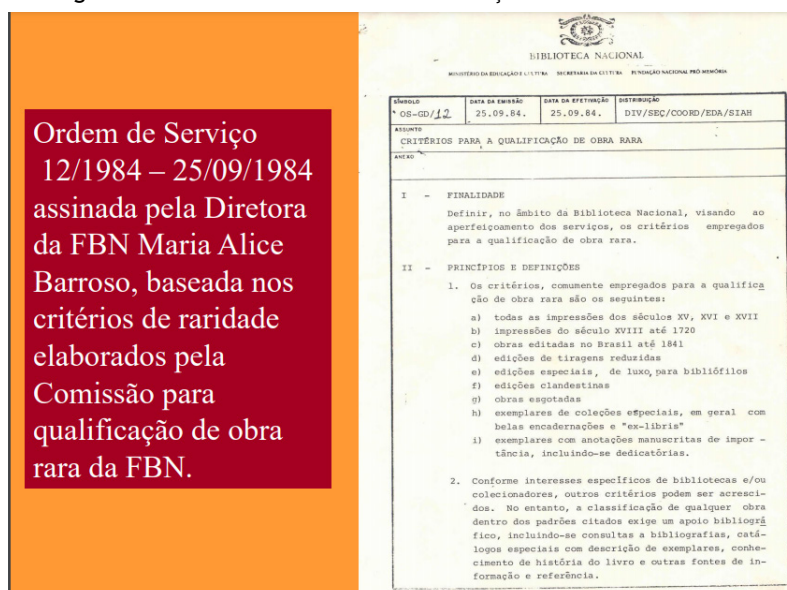 Ordem de Serviço
12/1984 – 25/09/1984
assinada pela Diretora
da FBN Maria Alice
Barroso, baseada nos
critérios de raridade
elaborados pela
Comissão para
qualificação de obra
rara da FBN.
BIBLIOTECA NACIONAL
MINISTÉRIO DA EDUCAÇÃO E CULTURA SECRETARIA DA CULTURA FUNDAÇÃO NACIONAL PRÓ-MEMÓRIA
SÍMBOLO
DATA DA EMISSÃO
DATA DA EFETIVAÇÃO
DISTRIBUIÇÃO
OS-GD/12
25.09.84.
25.09.84.
DIV/SEÇ/COORD/EDA/SIAH
ASSUNTO
CRITÉRIOS PARA A QUALIFICAÇÃO DE OBRA RARA
ANEXO
I - FINALIDADE
Definir, no âmbito da Biblioteca Nacional, visando ao
aperfeiçoamento dos serviços, os critérios empregados
para a qualificação de obra rara.
II - PRINCÍPIOS E DEFINIÇÕES
1. Os critérios, comumente empregados para a qualifica
ção de obra rara são os seguintes:
a) todas as impressões dos séculos XV, XVI e XVII
b) impressões do século XVIII até 1720
c) obras editadas no Brasil até 1841
d) edições de tiragens reduzidas
e) edições especiais, de luxo, para bibliófilos
f) edições clandestinas
g) obras esgotadas
h) exemplares de coleções especiais, em geral com
belas encadernações e "ex-libris"
i) exemplares com anotações manuscritas de impor -
tância, incluindo-se dedicatórias.
2. Conforme interesses específicos de bibliotecas e/ou
colecionadores, outros critérios podem ser acresci-
dos. No entanto, a classificação de qualquer obra
dentro dos padrões citados exige um apoio bibliográ
fico, incluindo-se consultas a bibliografias, catá-
logos especiais com descrição de exemplares, conhe-
cimento de história do livro e outras fontes de in-
formação e referência.